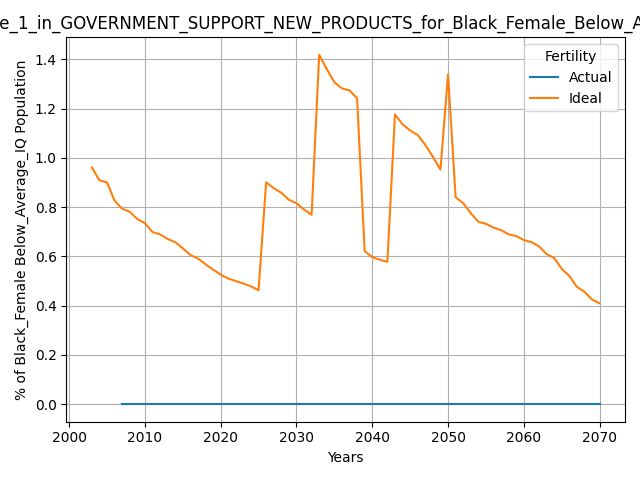 e_1_in_GOVERNMENT_SUPPORT_NEW_PRODUCTS_for_Black_Female_Below_A
% of Black_Female Below_Average_IQ Population
1.4
1.2
1.0
0.8
0.6
0.4
0.2
0.0
Fertility
Actual
Ideal
2000 2010 2020 2030 2040 2050 2060 2070
Years